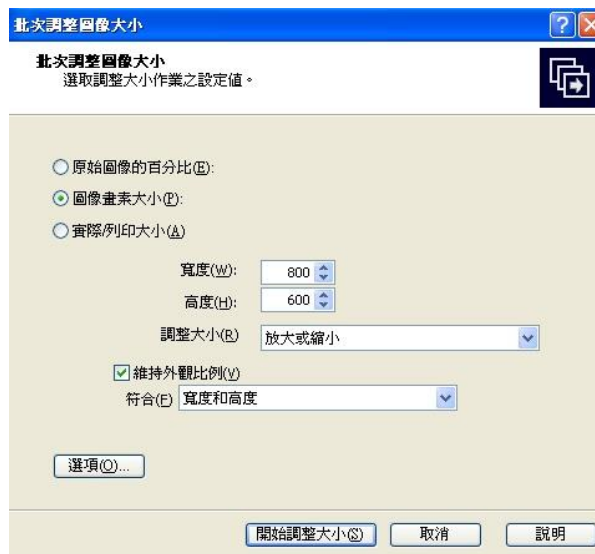 批次調整圖像大小
批次調整圖像大小
選取調整大小作業之設定值。
原始圖像的百分比(E):
圖像畫素大小(P):
實際/列印大小(A)
寬度(W): 800
高度(H): 600
調整大小(R) 放大或縮小
維持外觀比例(V)
符合(F) 寬度和高度
選項(O)...
開始調整大小(S) 取消 說明